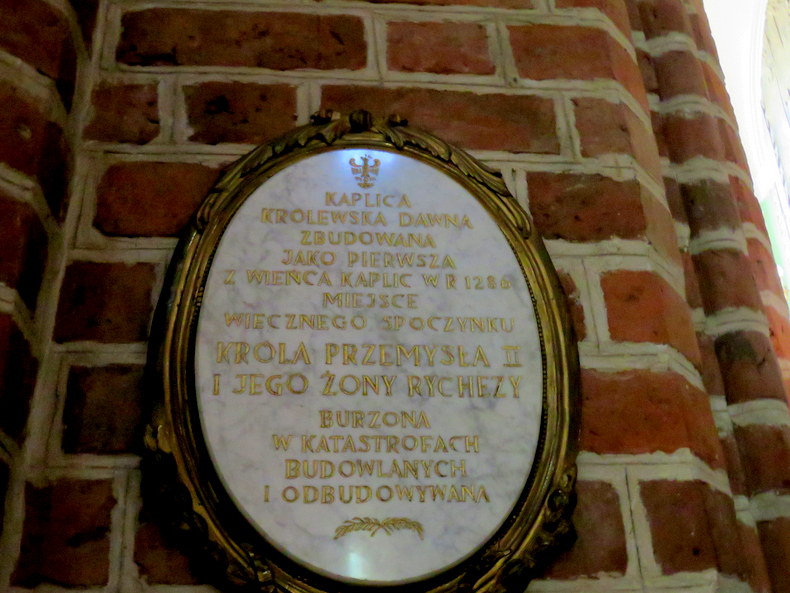 KAPLICA
KRÓLEWSKA DAWNA
ZBUDOWANA
JAKO PIERWSZA
Z WIEŃCA KAPLIC W R 1286
MIEJSCE
WIECZNEGO SPOCZYNKU
KRÓLA PRZEMYSŁA II
I JEGO ŻONY RYCHEZY
BURZONA
W KATASTROFACH
BUDOWLANYCH
I ODBUDOWYWANA